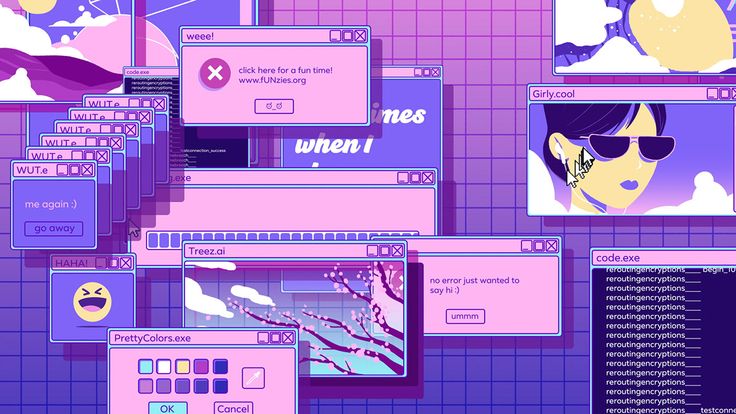 weee!
click here for a fun time!
www.fUNzies.org
ಠ_ಠ
code.exe
reroutingencryptions____
reroutingencryptions____
Girly.cool
WUT.e
WUT.e
WUT.e
WUT.e
WUT.e
WUT.e
me again :)
go away
when I
.exe
HAHA!
Treez.ai
no error just wanted to
say hi :)
ummm
PrettyColors.exe
OK
Cancel
code.exe
reroutingencryptions____ begin_10
reroutingencryptions____
reroutingencryptions____
reroutingencryptions____
reroutingencryptions____
reroutingencryptions____
reroutingencryptions____
reroutingencryptions____
reroutingencryptions____
reroutingencryptions____
reroutingencryptions____
reroutingencryptions____
reroutingencryptions____testconne